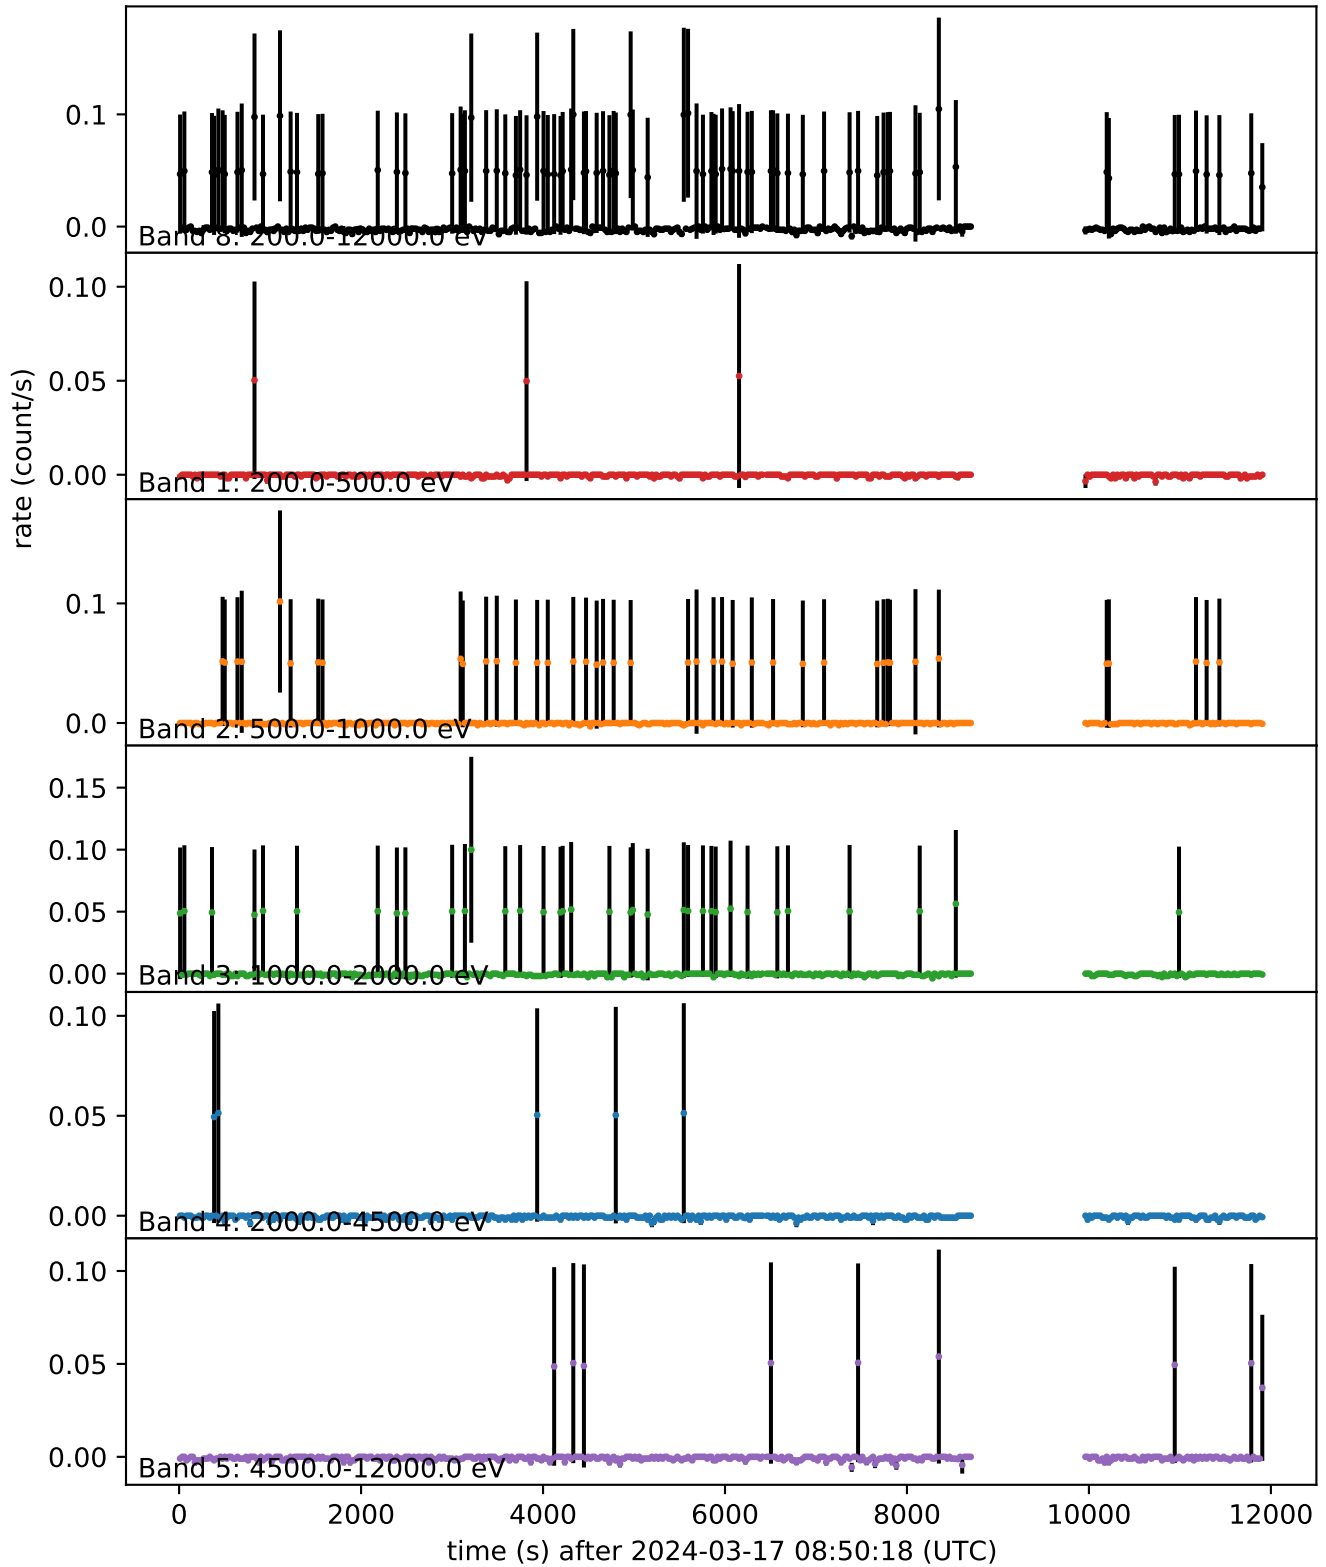 0.1
0.0
Band 8: 200.0-12000.0 eV
0.10
0.05
0.00
Band 1: 200.0-500.0 eV
rate (count/s)
0.1
0.0
Band 2: 500.0-1000.0 eV
0.15
0.10
0.05
0.00
Band 3: 1000.0-2000.0 eV
0.10
0.05
0.00
Band 4: 2000.0-4500.0 eV
0.10
0.05
0.00
Band 5: 4500.0-12000.0 eV
0 2000 4000 6000 8000 10000 12000
time (s) after 2024-03-17 08:50:18 (UTC)